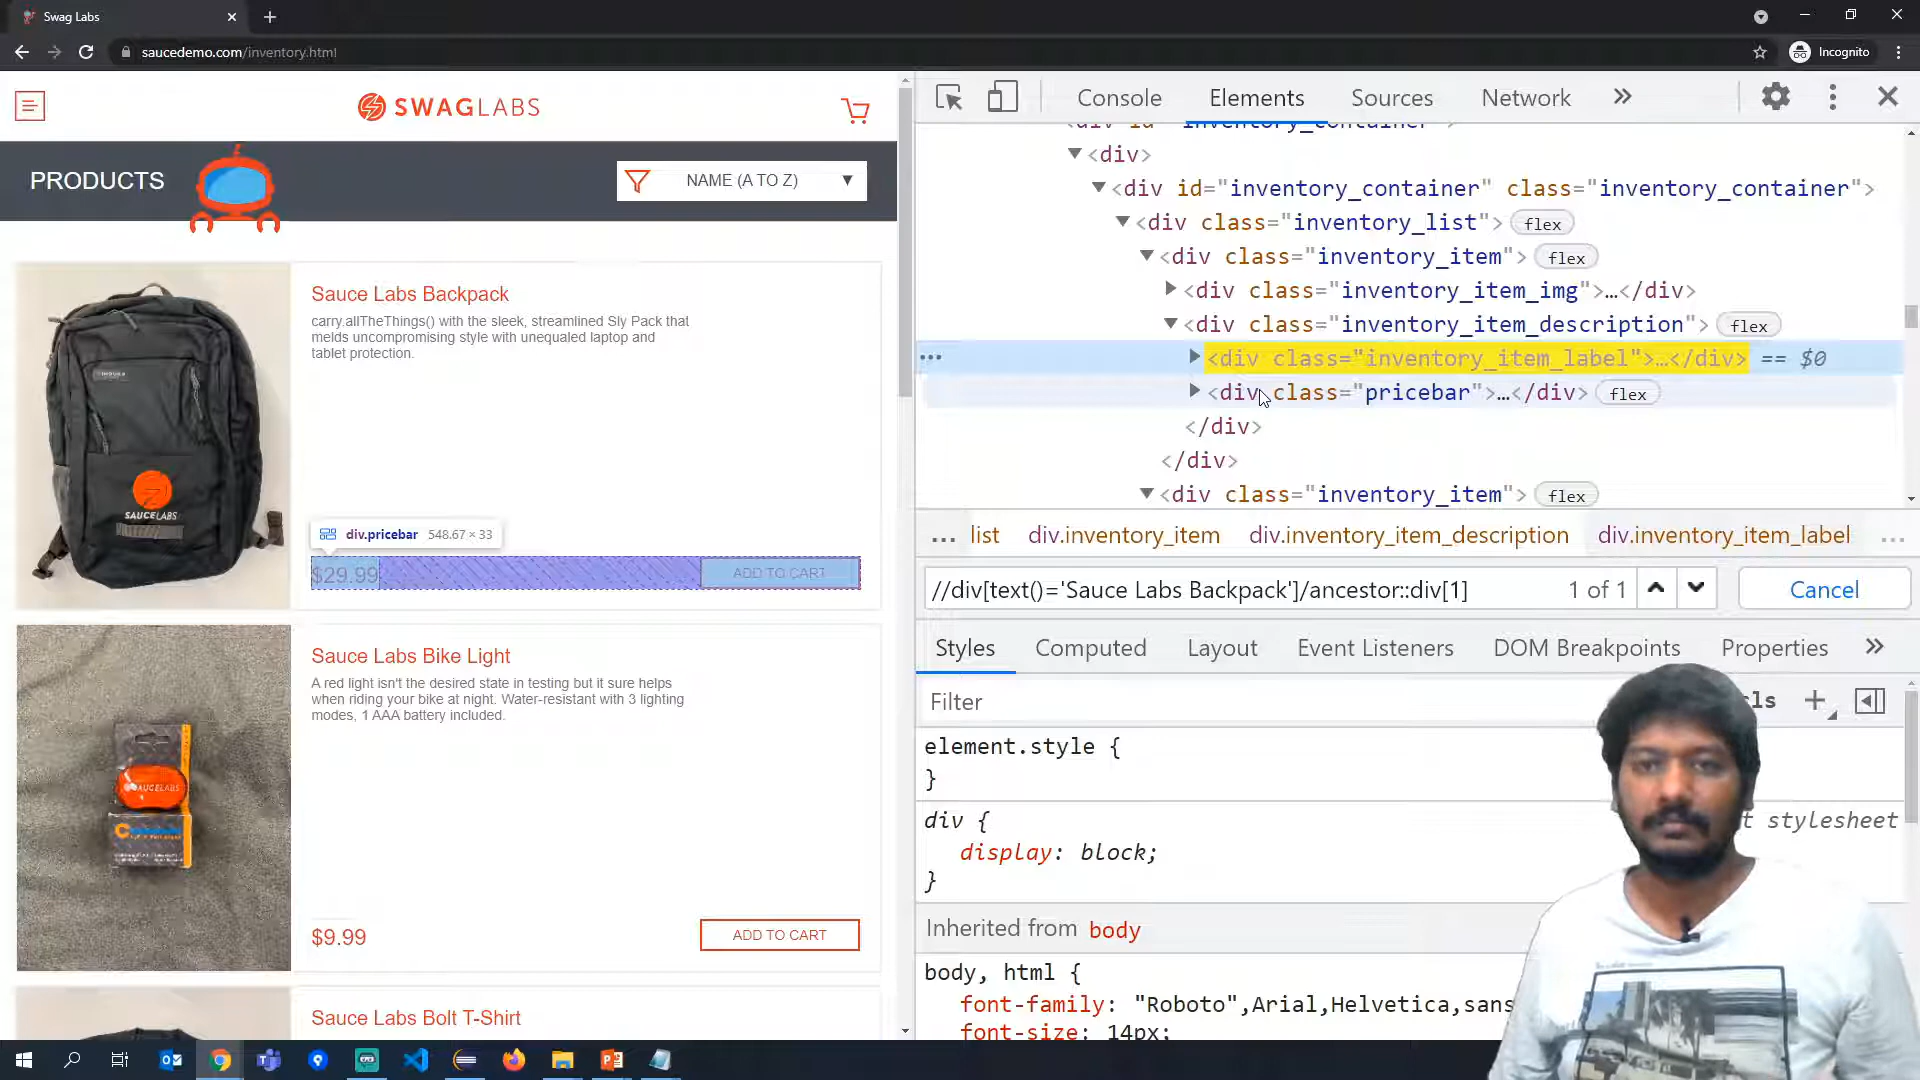 Swag Labs
saucedemo.com/inventory.html
Incognito
SWAGLABS
PRODUCTS
NAME (A TO Z)
Sauce Labs Backpack
carry.allTheThings() with the sleek, streamlined Sly Pack that
melds uncompromising style with unequaled laptop and
tablet protection.
SAUCELABS
div.pricebar 548.67 × 33
$29.99
ADD TO CART
Sauce Labs Bike Light
A red light isn't the desired state in testing but it sure helps
when riding your bike at night. Water-resistant with 3 lighting
modes, 1 AAA battery included.
$9.99
ADD TO CART
Sauce Labs Bolt T-Shirt
Console Elements Sources Network
<div>
<div id="inventory_container" class="inventory_container">
<div class="inventory_list"> flex
<div class="inventory_item"> flex
<div class="inventory_item_img">…</div>
<div class="inventory_item_description"> flex
<div class="inventory_item_label">…</div> == $0
<div class="pricebar">…</div> flex
</div>
</div>
<div class="inventory_item"> flex
... list div.inventory_item div.inventory_item_description div.inventory_item_label ...
//div[text()='Sauce Labs Backpack']/ancestor::div[1] 1 of 1 Cancel
Styles Computed Layout Event Listeners DOM Breakpoints Properties
Filter
ls
element.style {
}
div {
t stylesheet
display: block;
}
Inherited from body
body, html {
font-family: "Roboto",Arial,Helvetica,sans
font-size: 14px;